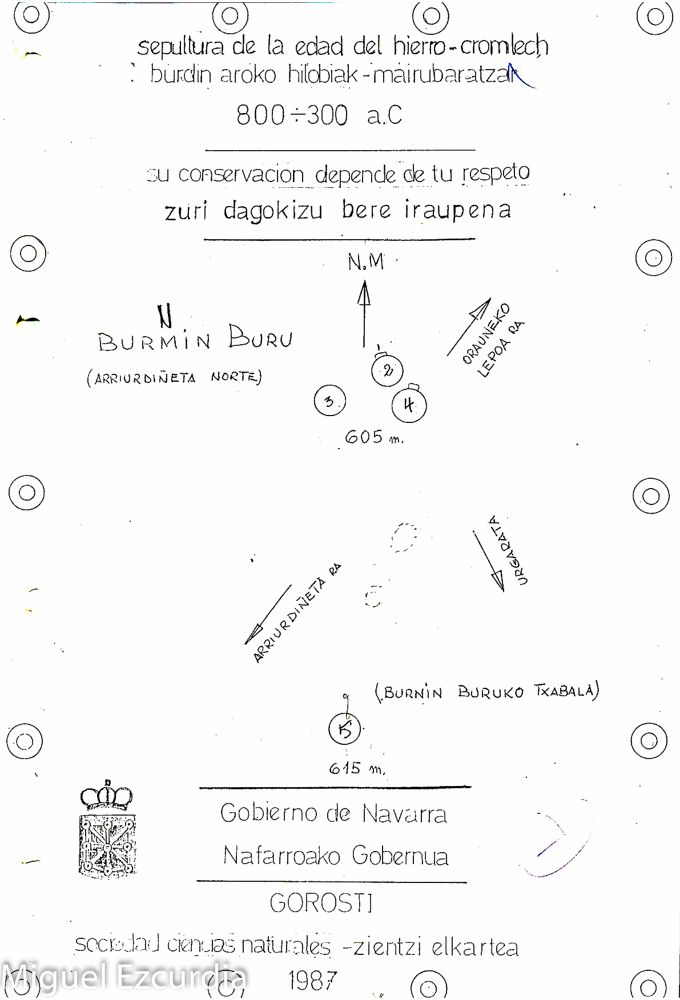 sepultura de la edad del hierro-cromlech
burdin aroko hilobiak-mairubaratzak
800÷300 a.C
su conservacion depende de tu respeto
zuri dagokizu bere iraupena
N.M
N
BURMIN BURU
(ARRIURDIÑETA NORTE)
ORAUNEKO
LEPOA RA
2
3
4
605 m.
URGARATA
ARRIURDIÑETA RA
(BURNIN BURUKO TXABALA)
5
615 m.
Gobierno de Navarra
Nafarroako Gobernua
GOROSTI
sociedad ciencias naturales -zientzi elkartea
1987
Miguel Ezcurdia